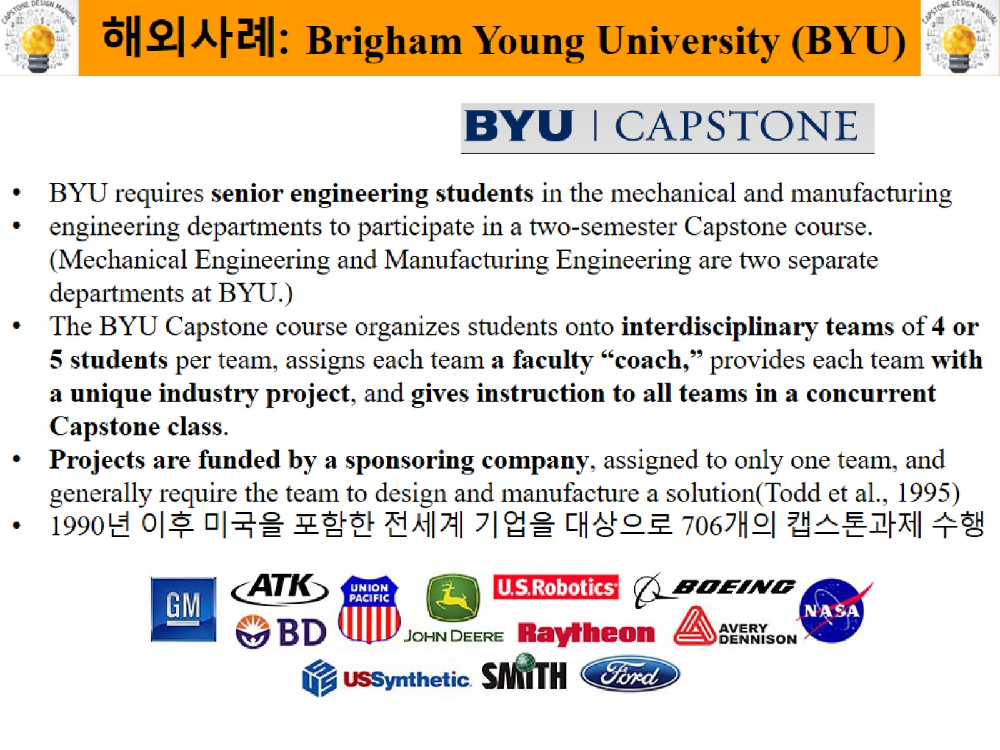 CAPSTONE DESIGN MANUAL
해외사례: Brigham Young University (BYU)
CAPSTONE DESIGN MANUAL
BYU | CAPSTONE
• BYU requires senior engineering students in the mechanical and manufacturing
• engineering departments to participate in a two-semester Capstone course.
(Mechanical Engineering and Manufacturing Engineering are two separate
departments at BYU.)
• The BYU Capstone course organizes students onto interdisciplinary teams of 4 or
5 students per team, assigns each team a faculty “coach,” provides each team with
a unique industry project, and gives instruction to all teams in a concurrent
Capstone class.
• Projects are funded by a sponsoring company, assigned to only one team, and
generally require the team to design and manufacture a solution(Todd et al., 1995)
• 1990년 이후 미국을 포함한 전세계 기업을 대상으로 706개의 캡스톤과제 수행
GM
ATK
BD
UNION
PACIFIC
JOHN DEERE
U.S.Robotics
Raytheon
BOEING
AVERY
DENNISON
NASA
USSynthetic
SMITH
Ford